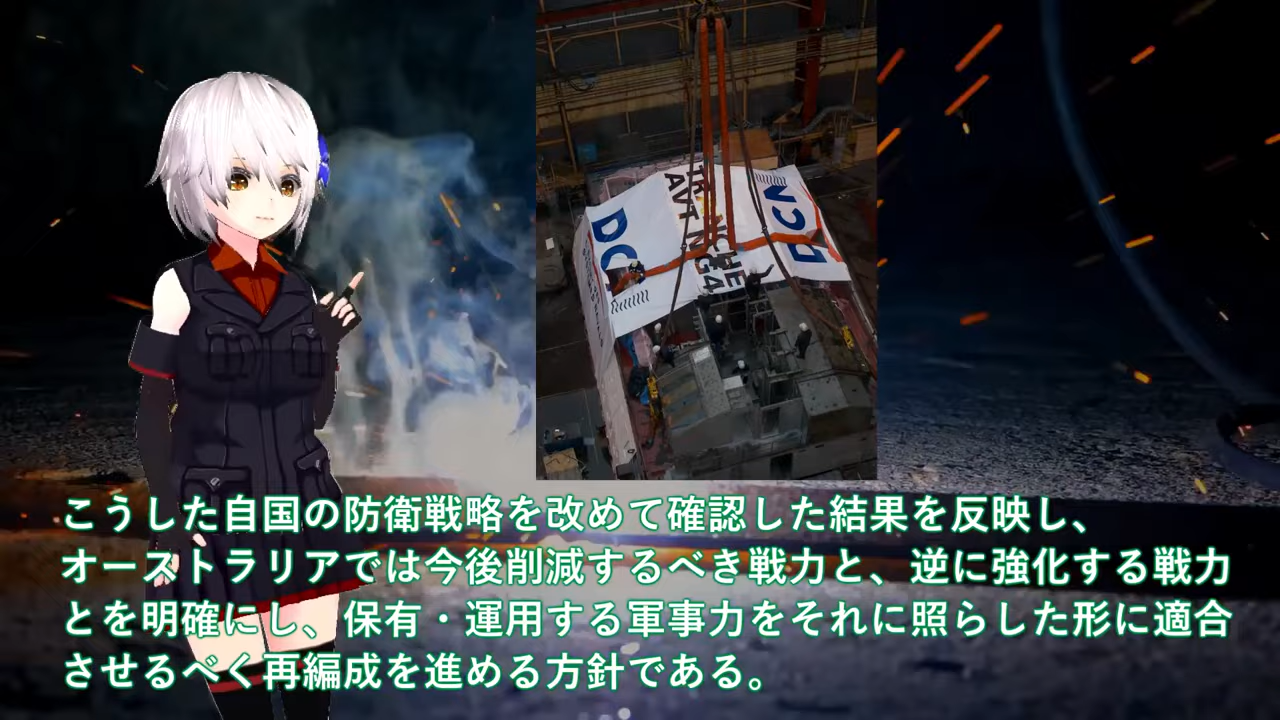 DCN
こうした自国の防衛戦略を改めて確認した結果を反映し、
オーストラリアでは今後削減するべき戦力と、逆に強化する戦力
とを明確にし、保有・運用する軍事力をそれに照らした形に適合
させるべく再編成を進める方針である。